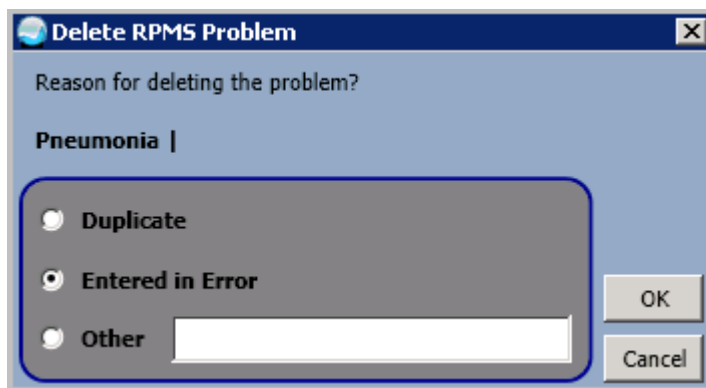 Delete RPMS Problem
Reason for deleting the problem?
Pneumonia |
Duplicate
Entered in Error
Other
OK
Cancel